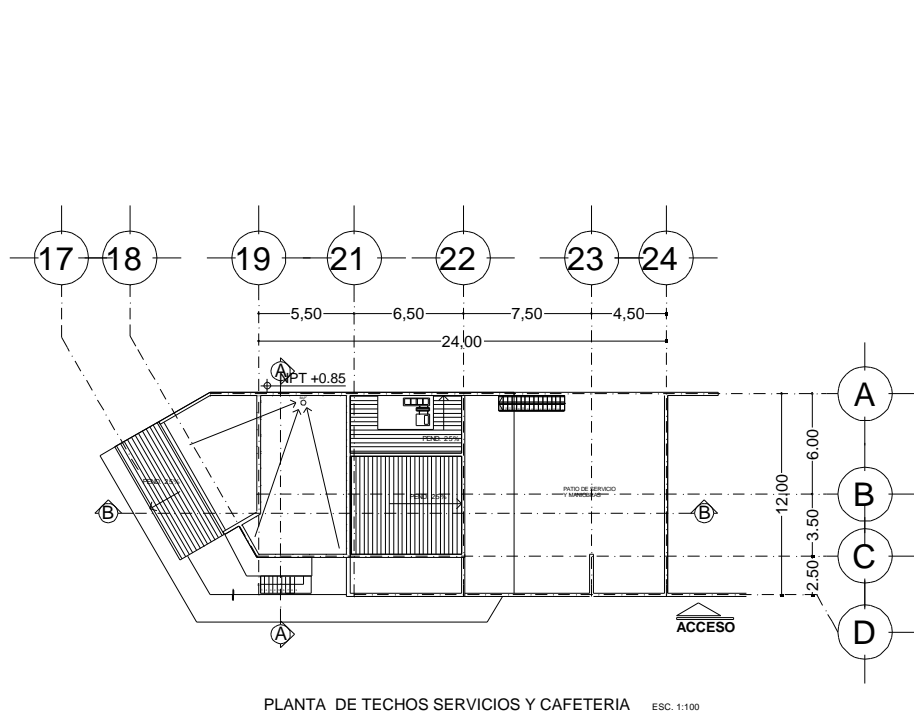 17
18
19
21
22
23
24
5,50
6,50
7,50
4,50
24,00
A
NPT +0.85
A
PEND. 25%
6.00
12.00
PEND. 25%
PEND. 25%
PATIO DE SERVICIO
Y MANIOBRAS
B
B
B
3.50
C
2.50
ACCESO
A
D
PLANTA DE TECHOS SERVICIOS Y CAFETERIA ESC. 1:100